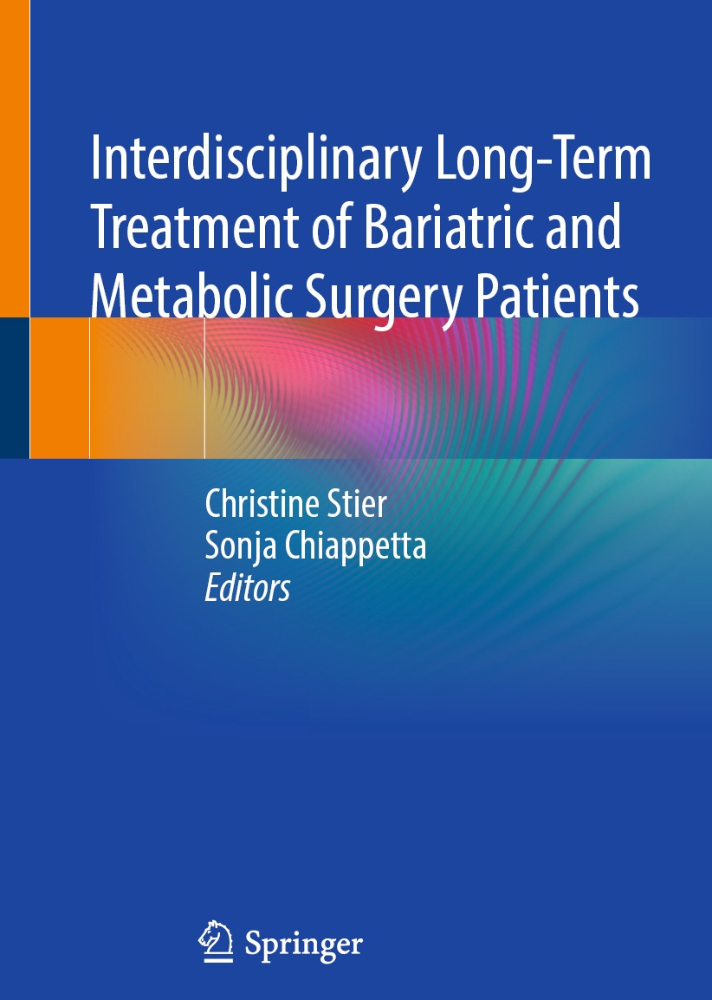 Interdisciplinary Long-Term
Treatment of Bariatric and
Metabolic Surgery Patients
Christine Stier
Sonja Chiappetta
Editors
Springer